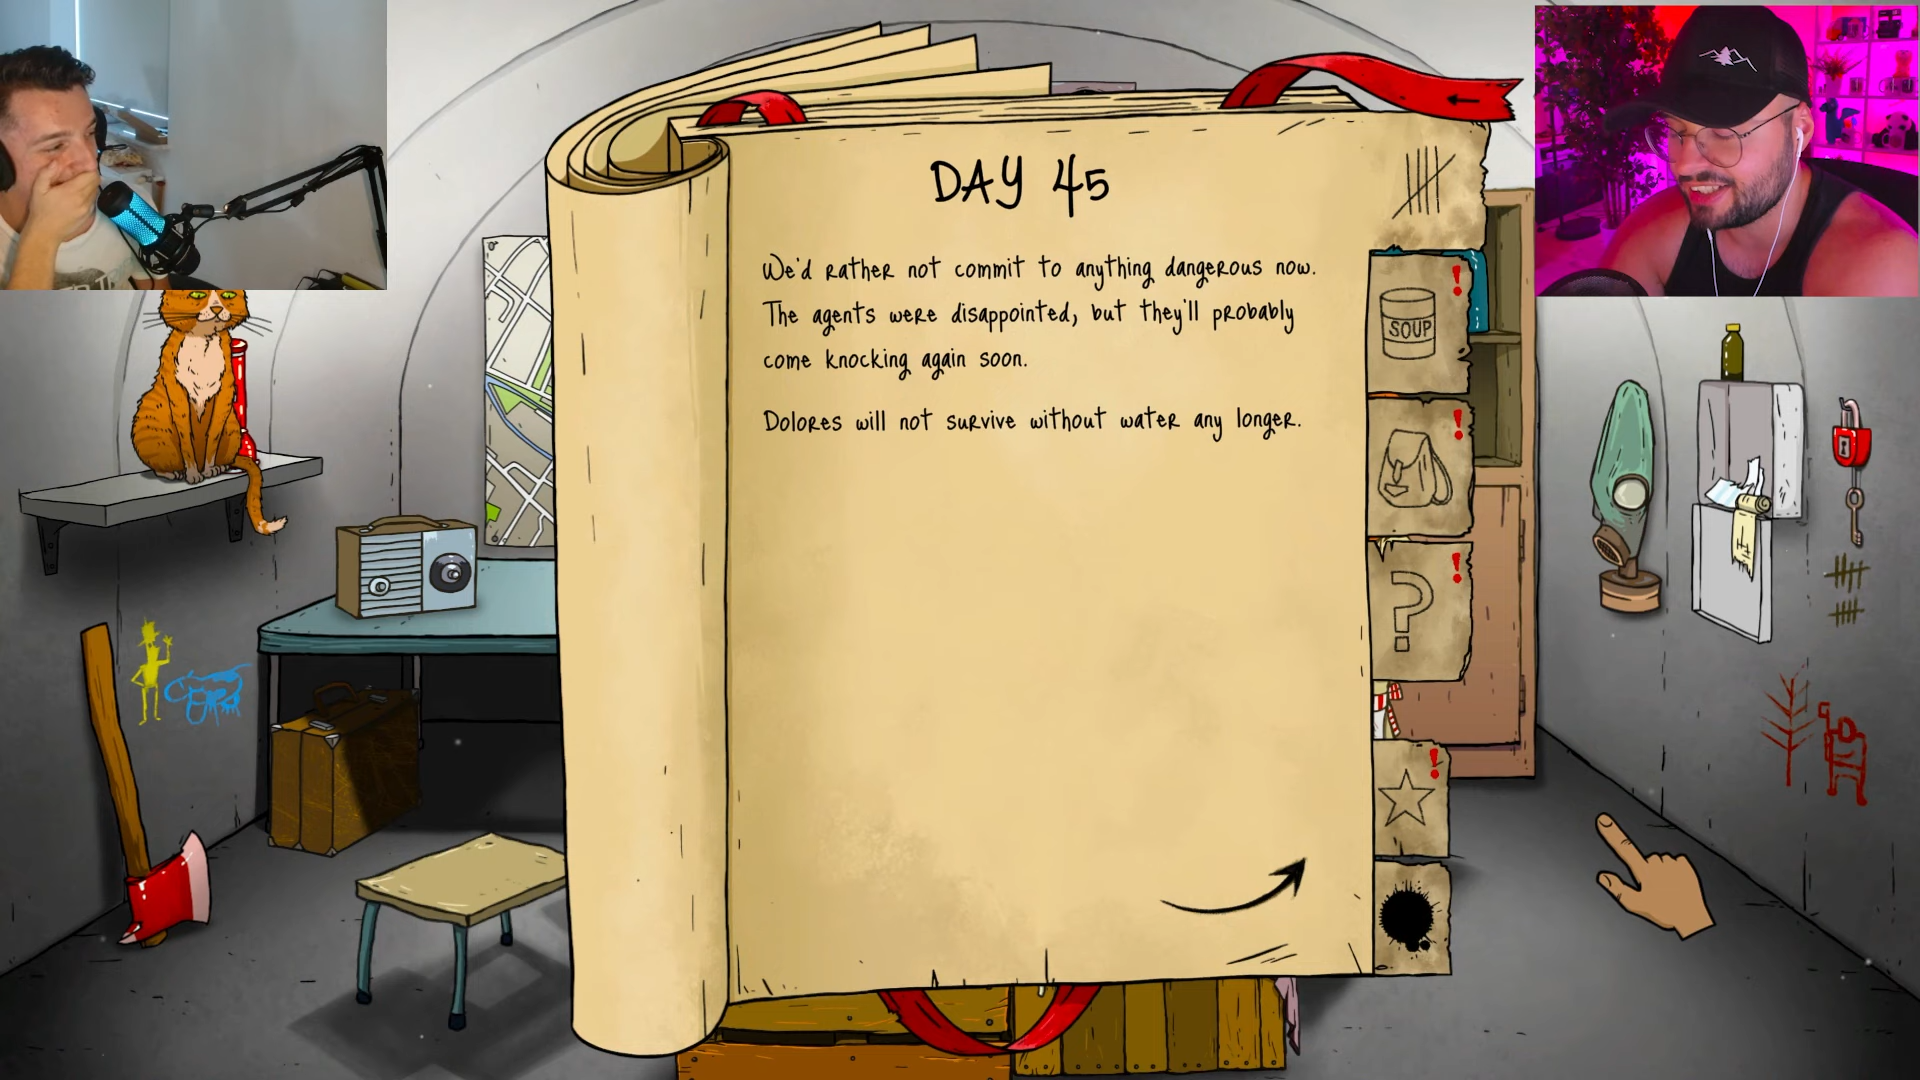 DAY 45
We'd rather not commit to anything dangerous now.
The agents were disappointed, but they'll probably
come knocking again soon.
Dolores will not survive without water any longer.
!
SOUP
!
!
?
!